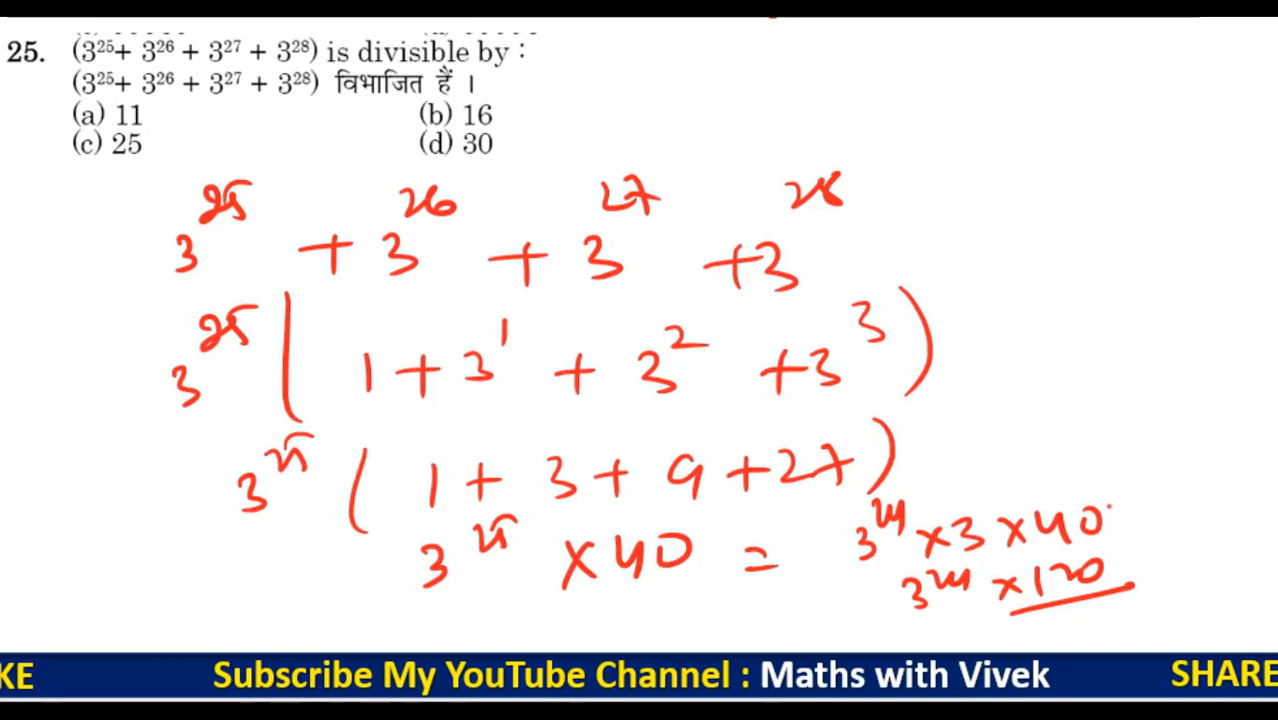 25. (3²⁵+ 3²⁶ + 3²⁷ + 3²⁸) is divisible by :
(3²⁵+ 3²⁶ + 3²⁷ + 3²⁸) विभाजित हैं ।
(a) 11 (b) 16
(c) 25 (d) 30
3²⁵ + 3²⁶ + 3²⁷ + 3²⁸
3²⁵ ( 1 + 3¹ + 3² + 3³ )
3²⁵ ( 1 + 3 + 9 + 27 )
3²⁵ × 40 = 3²⁴ × 3 × 40
3²⁴ × 120
KE Subscribe My YouTube Channel : Maths with Vivek SHARE